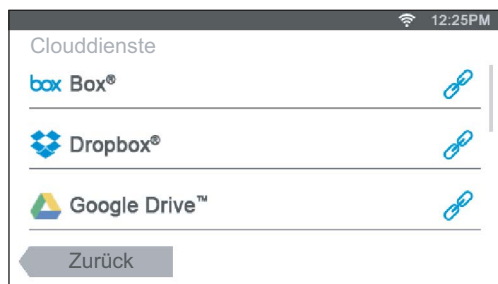 12:25PM
Clouddienste
box Box®
Dropbox®
Google Drive™
Zurück